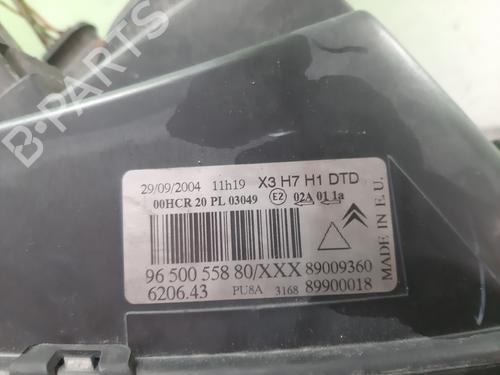 29/09/2004 11h19 X3 H7 H1 DTD
00HCR 20 PL 03049 E2 02A 01 1a
96 500 558 80/XXX 89009360
6206.43 PU8A 3168 89900018
MADE IN E.U.
B-PARTS